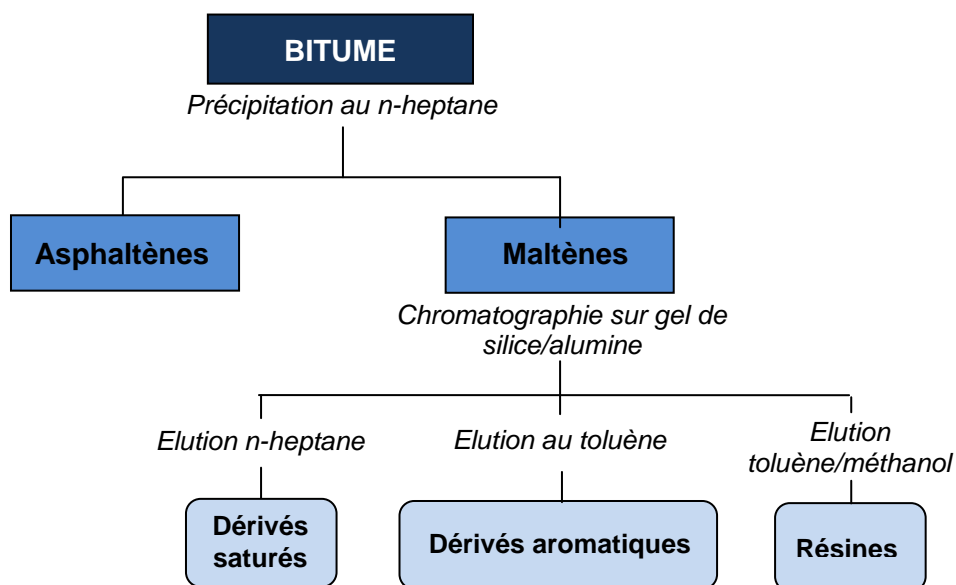 BITUME
Précipitation au n-heptane
Asphaltènes
Maltènes
Chromatographie sur gel de
silice/alumine
Elution n-heptane
Elution au toluène
Elution
toluène/méthanol
Dérivés
saturés
Dérivés aromatiques
Résines